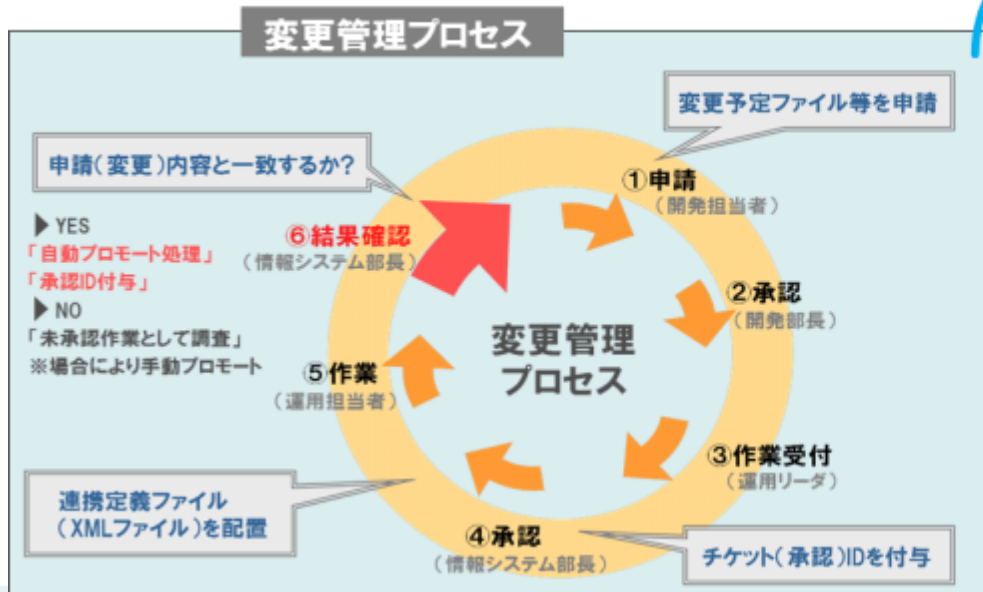 変更管理プロセス
変更予定ファイル等を申請
申請(変更)内容と一致するか?
①申請
(開発担当者)
▶ YES
「自動プロモート処理」
「承認ID付与」
▶ NO
「未承認作業として調査」
※場合により手動プロモート
⑥結果確認
(情報システム部長)
②承認
(開発部長)
変更管理
プロセス
⑤作業
(運用担当者)
③作業受付
(運用リーダ)
連携定義ファイル
(XMLファイル)を配置
④承認
(情報システム部長)
チケット(承認)IDを付与